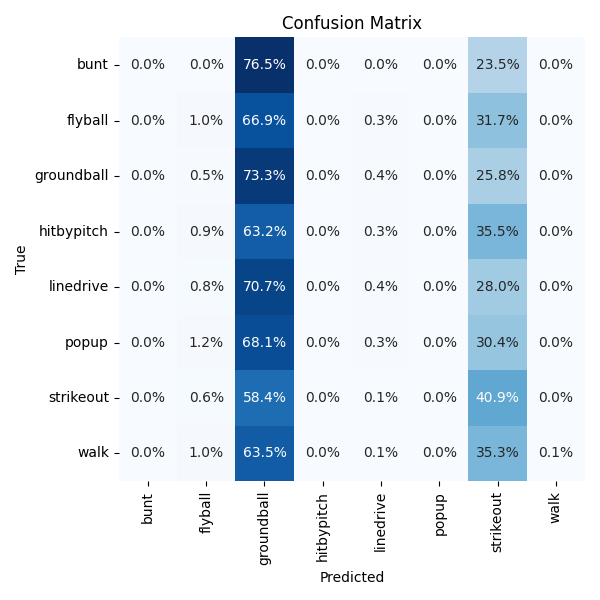 Confusion Matrix
True
bunt 0.0% 0.0% 76.5% 0.0% 0.0% 0.0% 23.5% 0.0%
flyball 0.0% 1.0% 66.9% 0.0% 0.3% 0.0% 31.7% 0.0%
groundball 0.0% 0.5% 73.3% 0.0% 0.4% 0.0% 25.8% 0.0%
hitbypitch 0.0% 0.9% 63.2% 0.0% 0.3% 0.0% 35.5% 0.0%
linedrive 0.0% 0.8% 70.7% 0.0% 0.4% 0.0% 28.0% 0.0%
popup 0.0% 1.2% 68.1% 0.0% 0.3% 0.0% 30.4% 0.0%
strikeout 0.0% 0.6% 58.4% 0.0% 0.1% 0.0% 40.9% 0.0%
walk 0.0% 1.0% 63.5% 0.0% 0.1% 0.0% 35.3% 0.1%
bunt flyball groundball hitbypitch linedrive popup strikeout walk
Predicted